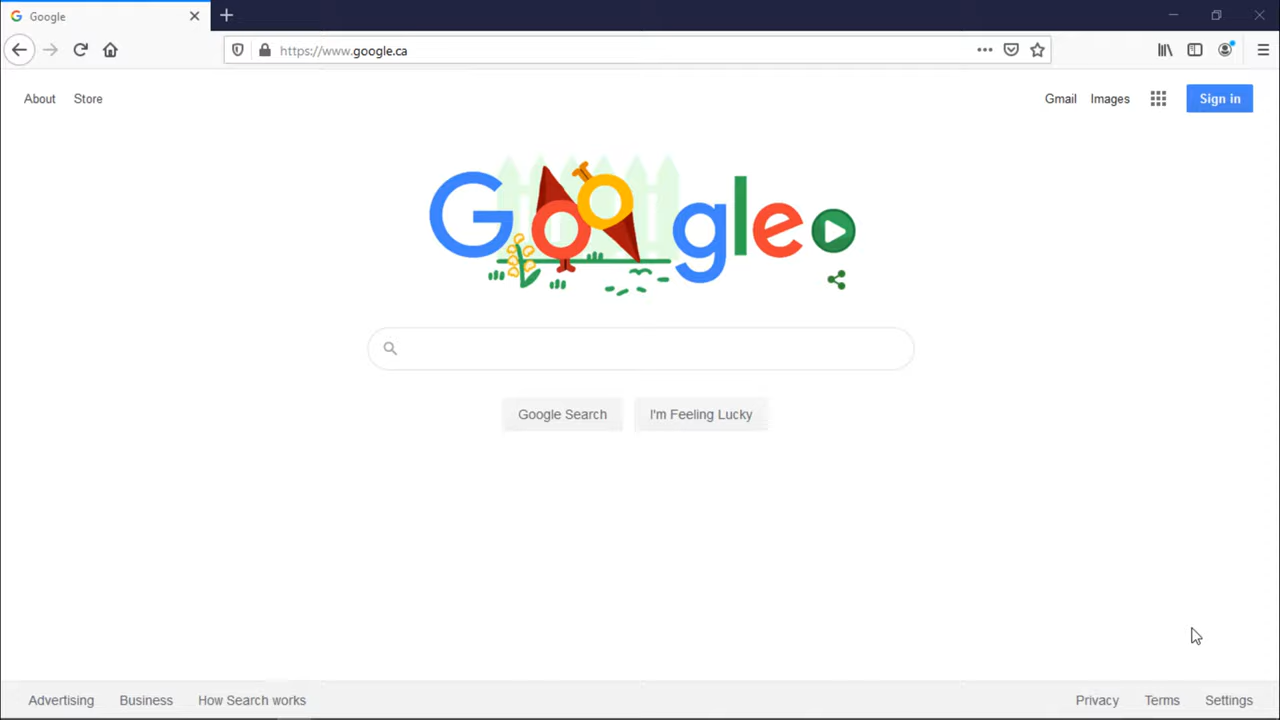 Google
https://www.google.ca
About Store Gmail Images Sign in
Google
Google Search I'm Feeling Lucky
Advertising Business How Search works Privacy Terms Settings